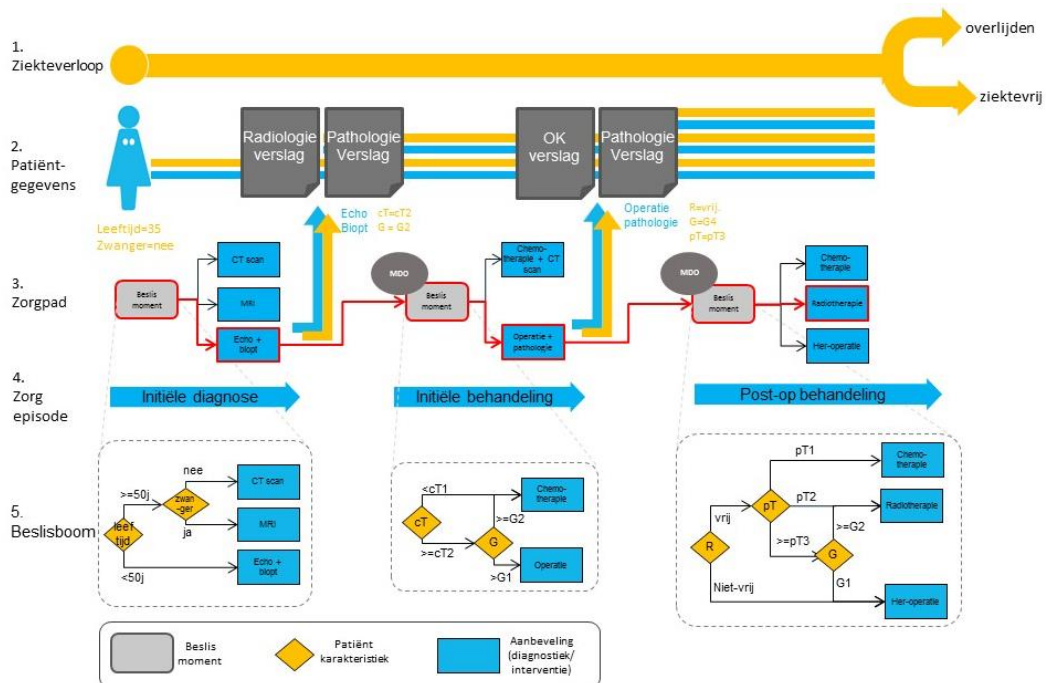 1.
Ziekteverloop
overlijden
ziektevrij
2.
Patiënt-
gegevens
Radiologie
verslag
Pathologie
Verslag
OK
verslag
Pathologie
Verslag
Leeftijd=35
Zwanger=nee
Echo
Biopt
cT=cT2
G = G2
Operatie
pathologie
R=vrij.
G=G4
pT=pT3
3.
Zorgpad
Beslis
moment
CT scan
MRI
Echo +
biopt
MDO
Beslis
moment
Chemo-
therapie + CT
scan
Operatie +
pathologie
MDO
Beslis
moment
Chemo-
therapie
Radiotherapie
Her-operatie
4.
Zorg
episode
Initiële diagnose
Initiële behandeling
Post-op behandeling
5.
Beslisboom
leef
tijd
>=50j
<50j
zwan-
ger
nee
ja
CT scan
MRI
Echo +
biopt
cT
<cT1
>=cT2
G
>=G2
>G1
Chemo-
therapie
Operatie
R
vrij
Niet-vrij
pT
pT1
pT2
>=pT3
G
>=G2
G1
Chemo-
therapie
Radiotherapie
Her-operatie
Beslis
moment
Patiënt
karakteristiek
Aanbeveling
(diagnostiek/
interventie)